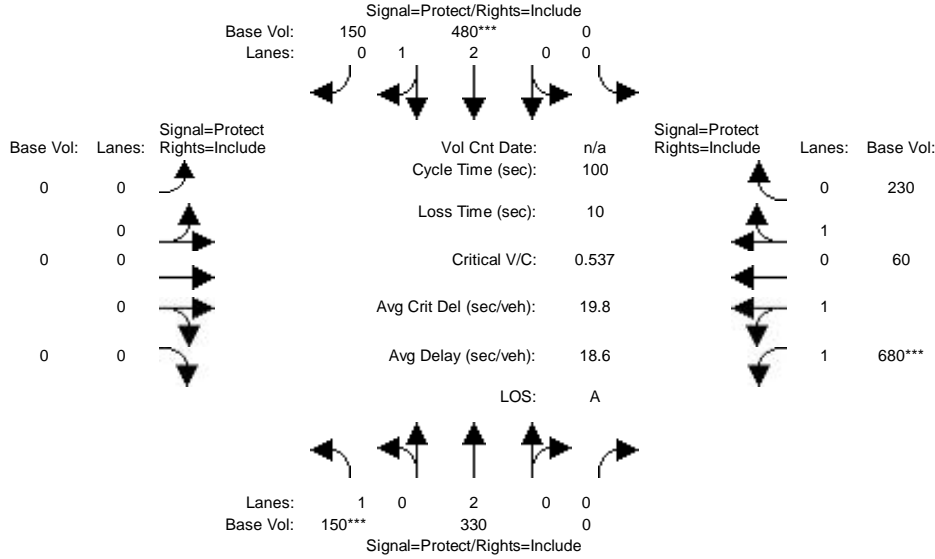 Signal=Protect/Rights=Include
Base Vol: 150 480*** 0
Lanes: 0 1 2 0 0
Signal=Protect
Base Vol: Lanes: Rights=Include
Vol Cnt Date: n/a
Signal=Protect
Rights=Include Lanes: Base Vol:
Cycle Time (sec): 100
0 0
0 230
Loss Time (sec): 10
0
1
0 0
Critical V/C: 0.537
0 60
0
Avg Crit Del (sec/veh): 19.8
1
0 0
Avg Delay (sec/veh): 18.6
1 680***
LOS: A
Lanes: 1 0 2 0 0
Base Vol: 150*** 330 0
Signal=Protect/Rights=Include